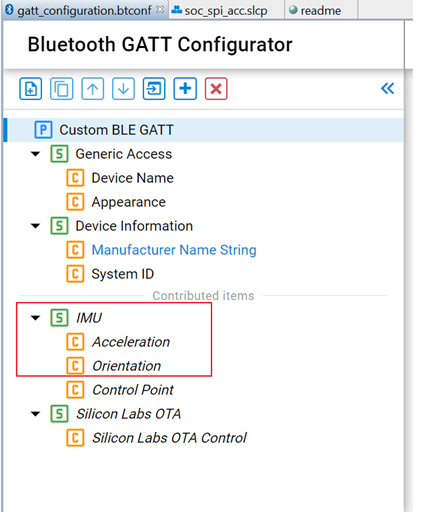 gatt_configuration.btconf soc_spi_acc.slcp readme
Bluetooth GATT Configurator
P Custom BLE GATT
S Generic Access
C Device Name
C Appearance
S Device Information
C Manufacturer Name String
C System ID
Contributed items
S IMU
C Acceleration
C Orientation
C Control Point
S Silicon Labs OTA
C Silicon Labs OTA Control